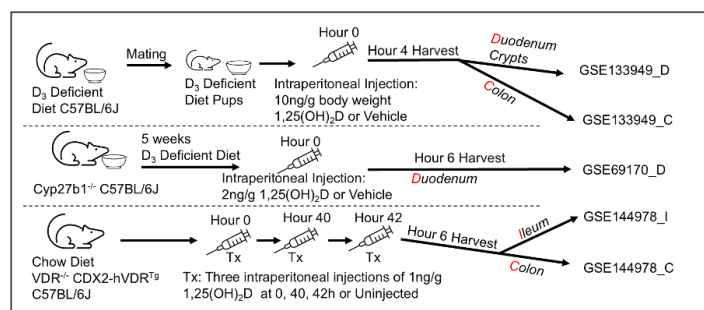 Mating
Hour 0
Hour 4 Harvest
Duodenum
Crypts
GSE133949_D
D3 Deficient
Diet C57BL/6J
D3 Deficient
Diet Pups
Intraperitoneal Injection:
10ng/g body weight
1,25(OH)2D or Vehicle
Colon
GSE133949_C
5 weeks
D3 Deficient Diet
Hour 0
Hour 6 Harvest
GSE69170_D
Cyp27b1-/- C57BL/6J
Intraperitoneal Injection:
2ng/g 1,25(OH)2D or Vehicle
Duodenum
Hour 0
Hour 40
Hour 42
Hour 6 Harvest
Ileum
GSE144978_I
Tx
Tx
Tx
Colon
GSE144978_C
Chow Diet
VDR-/- CDX2-hVDRTg
C57BL/6J
Tx: Three intraperitoneal injections of 1ng/g
1,25(OH)2D at 0, 40, 42h or Uninjected